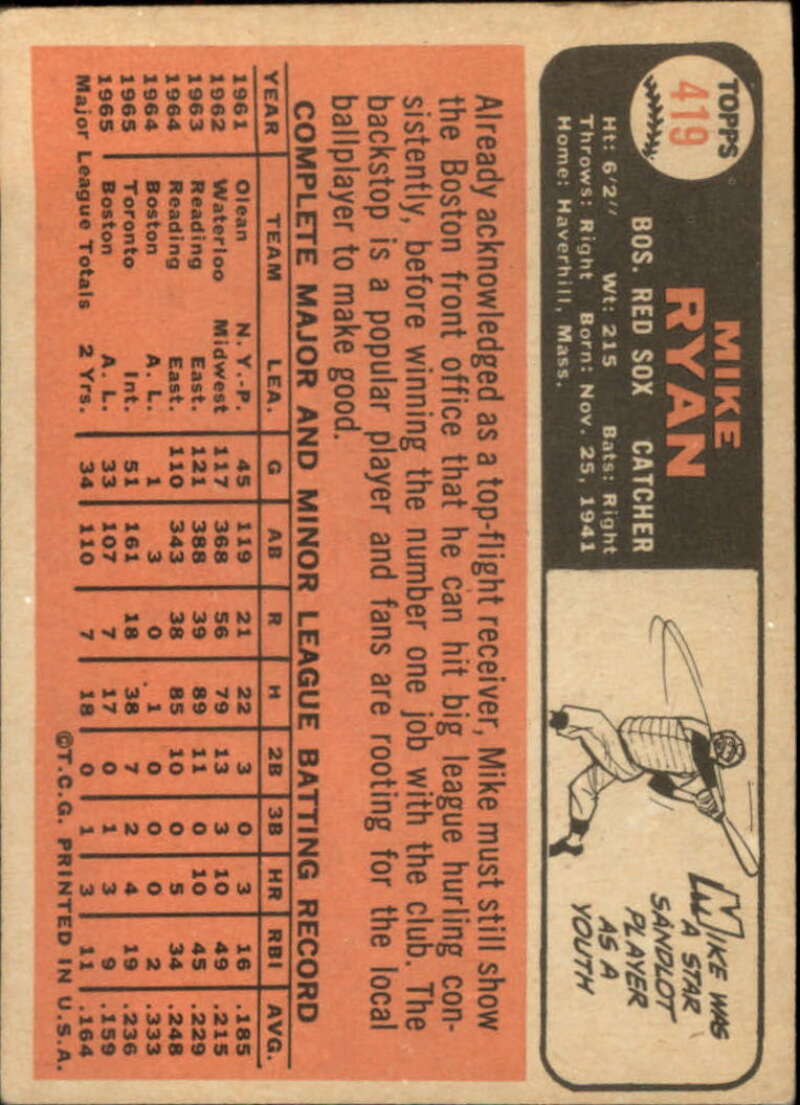 TOPPS
419
MIKE
RYAN
BOS. RED SOX CATCHER
Ht: 6'2" Wt: 215 Bats: Right
Throws: Right Born: Nov. 25, 1941
Home: Haverhill, Mass.
MIKE WAS
A STAR
SANDLOT
PLAYER
AS A
YOUTH
Already acknowledged as a top-flight receiver, Mike must still show
the Boston front office that he can hit big league hurling con-
sistently, before winning the number one job with the club. The
backstop is a popular player and fans are rooting for the local
ballplayer to make good.
COMPLETE MAJOR AND MINOR LEAGUE BATTING RECORD
YEAR TEAM LEA. G AB R H 2B 3B HR RBI AVG.
1961 Olean N.Y.-P. 45 119 21 22 3 0 3 16 .185
1962 Waterloo Midwest 117 368 56 79 13 3 10 49 .215
1963 Reading East. 121 388 39 89 11 0 10 45 .229
1964 Reading East. 110 343 38 85 10 0 5 34 .248
1964 Boston A.L. 1 3 0 1 0 0 0 2 .333
1965 Toronto Int. 51 161 18 38 7 2 4 19 .236
1965 Boston A.L. 33 107 7 17 0 1 3 9 .159
Major League Totals 2 Yrs. 34 110 7 18 0 1 3 11 .164
©T.C.G. PRINTED IN U.S.A.